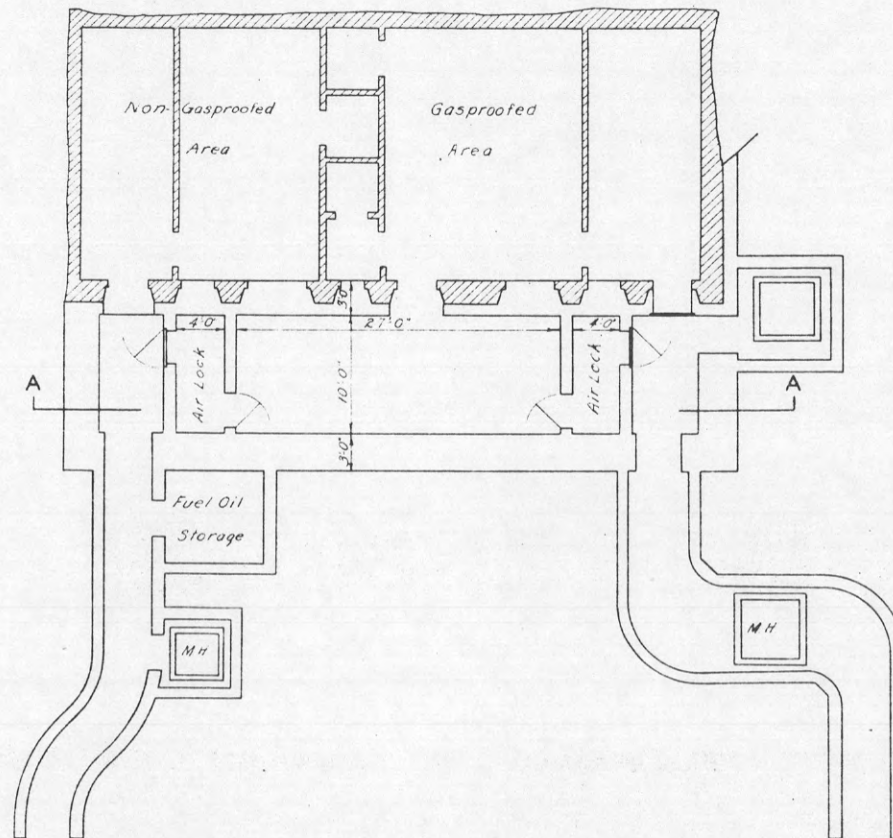 Non- Gasproofed
Area
Gasproofed
Area
3'0"
4'-0"
27'-0"
4'-0"
Air Lock
10'-0"
Air Lock
A
A
3'-0"
Fuel Oil
Storage
MH
MH